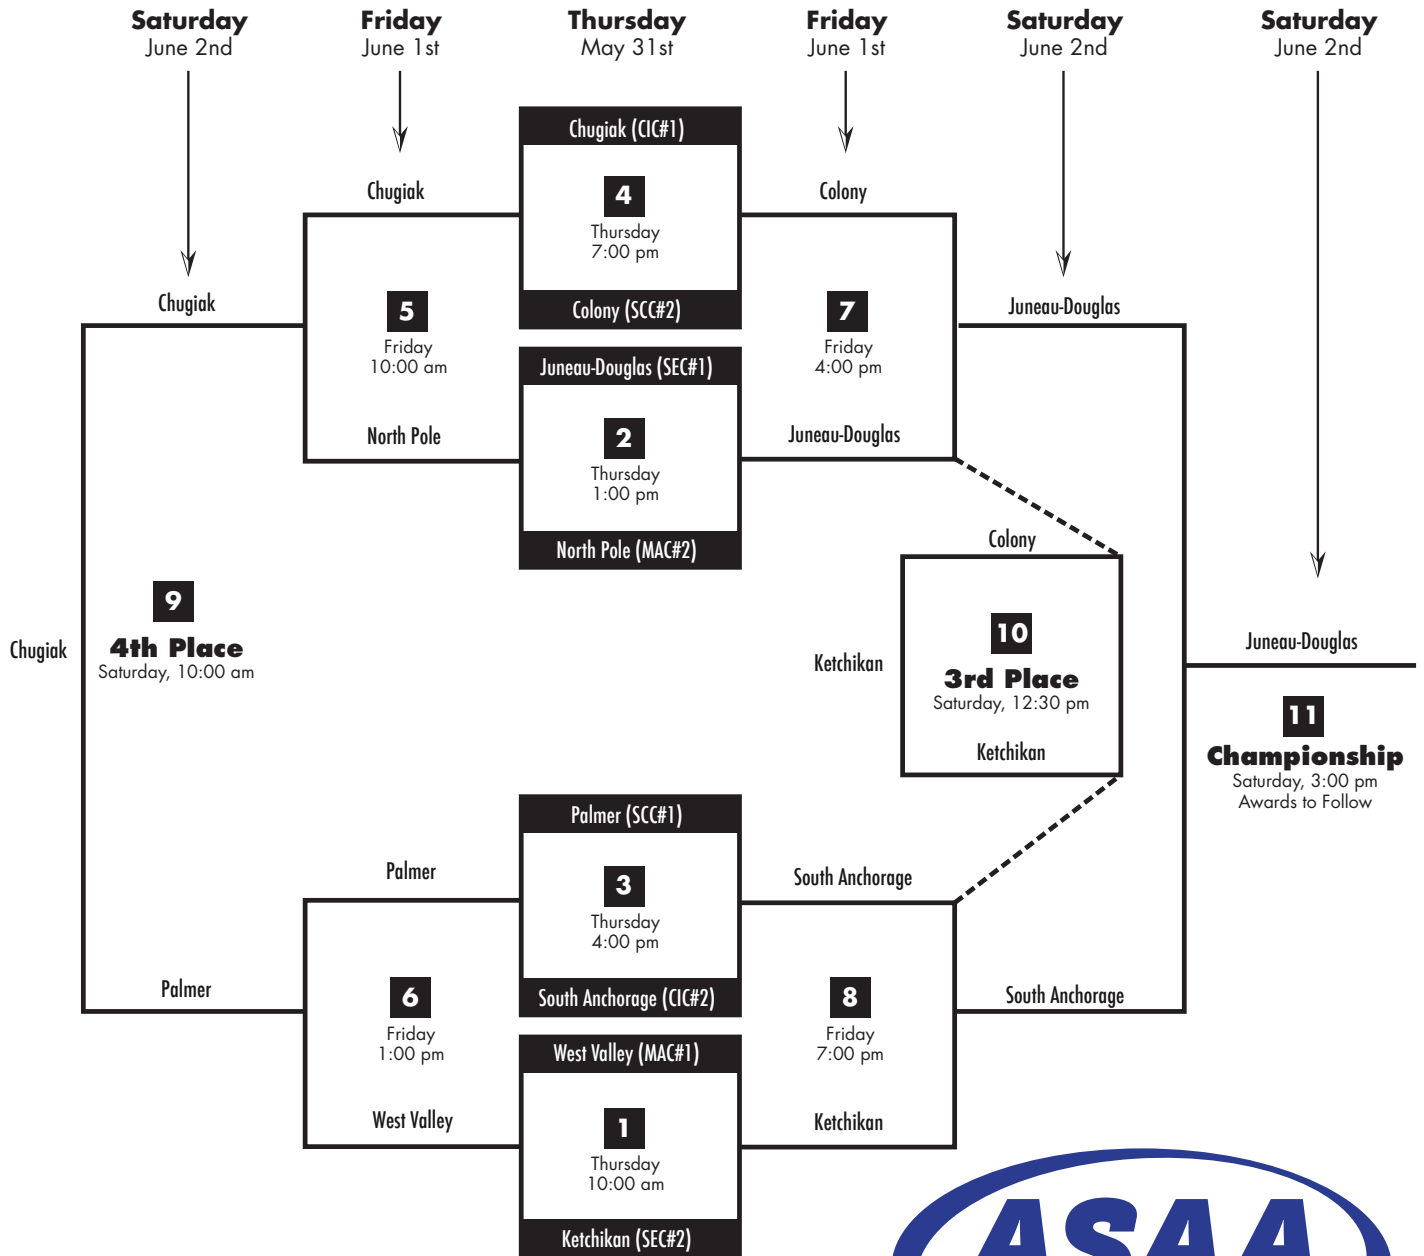 Saturday
June 2nd
Friday
June 1st
Thursday
May 31st
Friday
June 1st
Saturday
June 2nd
Saturday
June 2nd
Chugiak (CIC#1)
Chugiak
4
Thursday
7:00 pm
Colony
Chugiak
Colony (SCC#2)
Juneau-Douglas
5
Friday
10:00 am
7
Friday
4:00 pm
Juneau-Douglas (SEC#1)
North Pole
2
Thursday
1:00 pm
Juneau-Douglas
North Pole (MAC#2)
Colony
9
4th Place
Saturday, 10:00 am
Chugiak
Ketchikan
10
3rd Place
Saturday, 12:30 pm
Ketchikan
Juneau-Douglas
11
Championship
Saturday, 3:00 pm
Awards to Follow
Palmer (SCC#1)
Palmer
3
Thursday
4:00 pm
South Anchorage
Palmer
South Anchorage (CIC#2)
South Anchorage
6
Friday
1:00 pm
8
Friday
7:00 pm
West Valley (MAC#1)
West Valley
1
Thursday
10:00 am
Ketchikan
Ketchikan (SEC#2)
ASAA